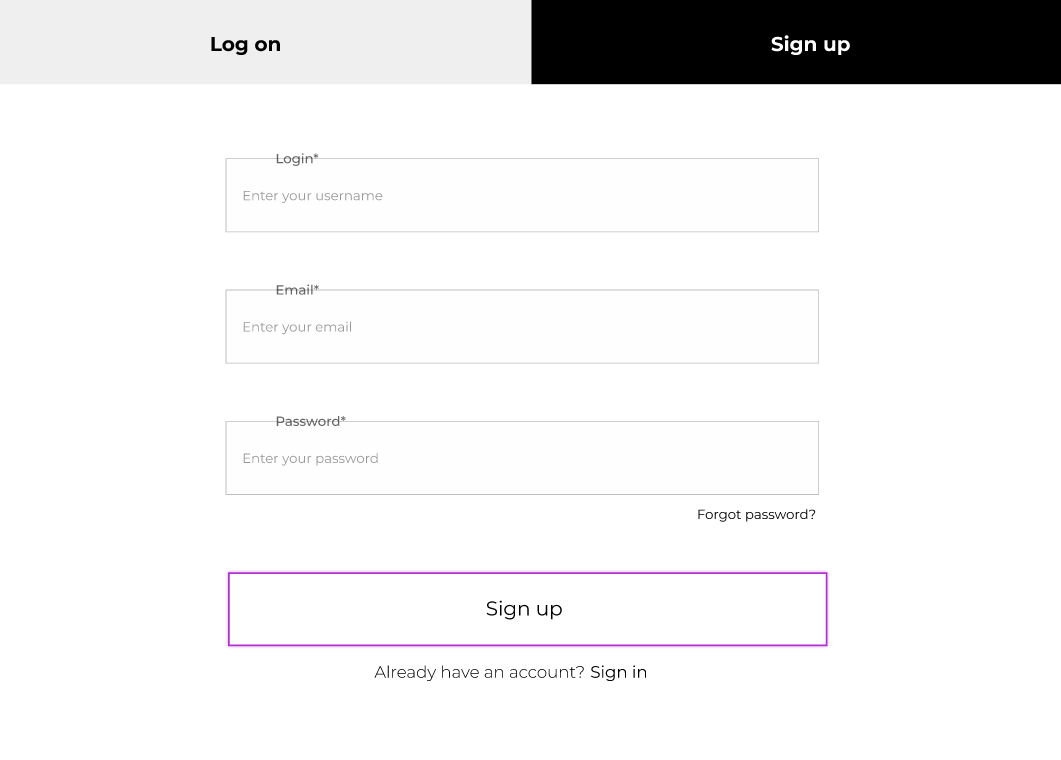 Log on
Sign up
Login*
Enter your username
Email*
Enter your email
Password*
Enter your password
Forgot password?
Sign up
Already have an account? Sign in